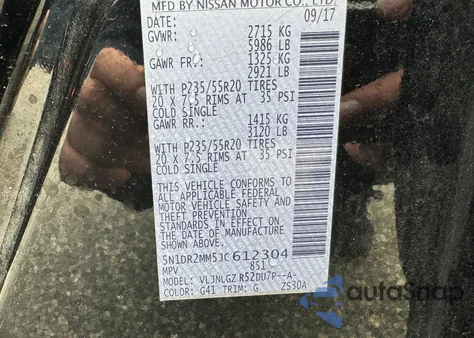 MFD BY NISSAN MOTOR CO., LTD.
DATE: 09/17
GVWR: 2715 KG
5986 LB
GAWR FR: 1325 KG
2921 LB
WITH P235/55R20 TIRES
20 X 7.5 RIMS AT 35 PSI
COLD SINGLE
GAWR RR.: 1415 KG
3120 LB
WITH P235/55R20 TIRES
20 X 7.5 RIMS AT 35 PSI
COLD SINGLE
THIS VEHICLE CONFORMS TO
ALL APPLICABLE FEDERAL
MOTOR VEHICLE SAFETY AND
THEFT PREVENTION
STANDARDS IN EFFECT ON
THE DATE OF MANUFACTURE
SHOWN ABOVE.
5N1DR2MM5JC612304
MPV 851
MODEL: VLJNLGZ R52DU7P--A-
COLOR: G41 TRIM: G ZS30A
autoshop